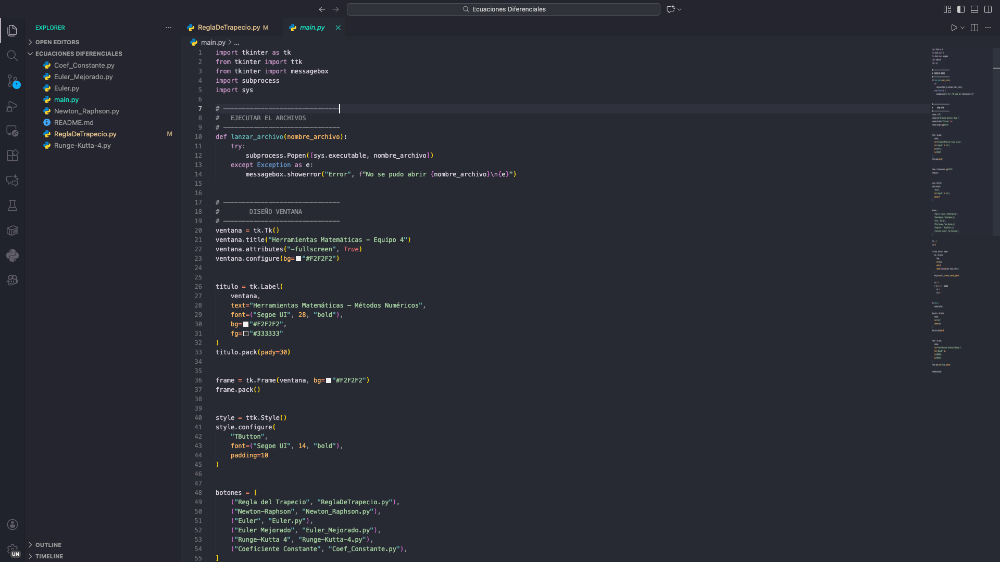 Ecuaciones Diferenciales
EXPLORER
OPEN EDITORS
ECUACIONES DIFERENCIALES
Coef_Constante.py
Euler_Mejorado.py
Euler.py
main.py
Newton_Raphson.py
README.md
ReglaDeTrapecio.py M
Runge-Kutta-4.py
OUTLINE
TIMELINE
1
UN
ReglaDeTrapecio.py M
main.py
main.py > ...
1 import tkinter as tk
2 from tkinter import ttk
3 from tkinter import messagebox
4 import subprocess
5 import sys
6
7 # -------------------------------
8 #   EJECUTAR EL ARCHIVOS
9 # -------------------------------
10 def lanzar_archivo(nombre_archivo):
11     try:
12         subprocess.Popen([sys.executable, nombre_archivo])
13     except Exception as e:
14         messagebox.showerror("Error", f"No se pudo abrir {nombre_archivo}\n{e}")
15
16
17 # -------------------------------
18 #        DISEÑO VENTANA
19 # -------------------------------
20 ventana = tk.Tk()
21 ventana.title("Herramientas Matemáticas - Equipo 4")
22 ventana.attributes("-fullscreen", True)
23 ventana.configure(bg="#F2F2F2")
24
25
26 titulo = tk.Label(
27     ventana,
28     text="Herramientas Matemáticas — Métodos Numéricos",
29     font=("Segoe UI", 28, "bold"),
30     bg="#F2F2F2",
31     fg="#333333"
32 )
33 titulo.pack(pady=30)
34
35
36 frame = tk.Frame(ventana, bg="#F2F2F2")
37 frame.pack()
38
39
40 style = ttk.Style()
41 style.configure(
42     "TButton",
43     font=("Segoe UI", 14, "bold"),
44     padding=10
45 )
46
47
48 botones = [
49     ("Regla del Trapecio", "ReglaDeTrapecio.py"),
50     ("Newton-Raphson", "Newton_Raphson.py"),
51     ("Euler", "Euler.py"),
52     ("Euler Mejorado", "Euler_Mejorado.py"),
53     ("Runge-Kutta 4", "Runge-Kutta-4.py"),
54     ("Coeficiente Constante", "Coef_Constante.py"),
55 ]